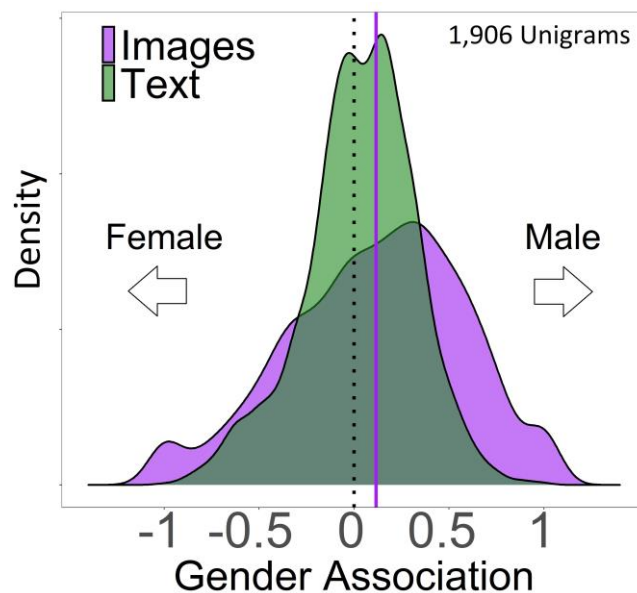 Images
Text
1,906 Unigrams
Density
Female
Male
-1 -0.5 0 0.5 1
Gender Association